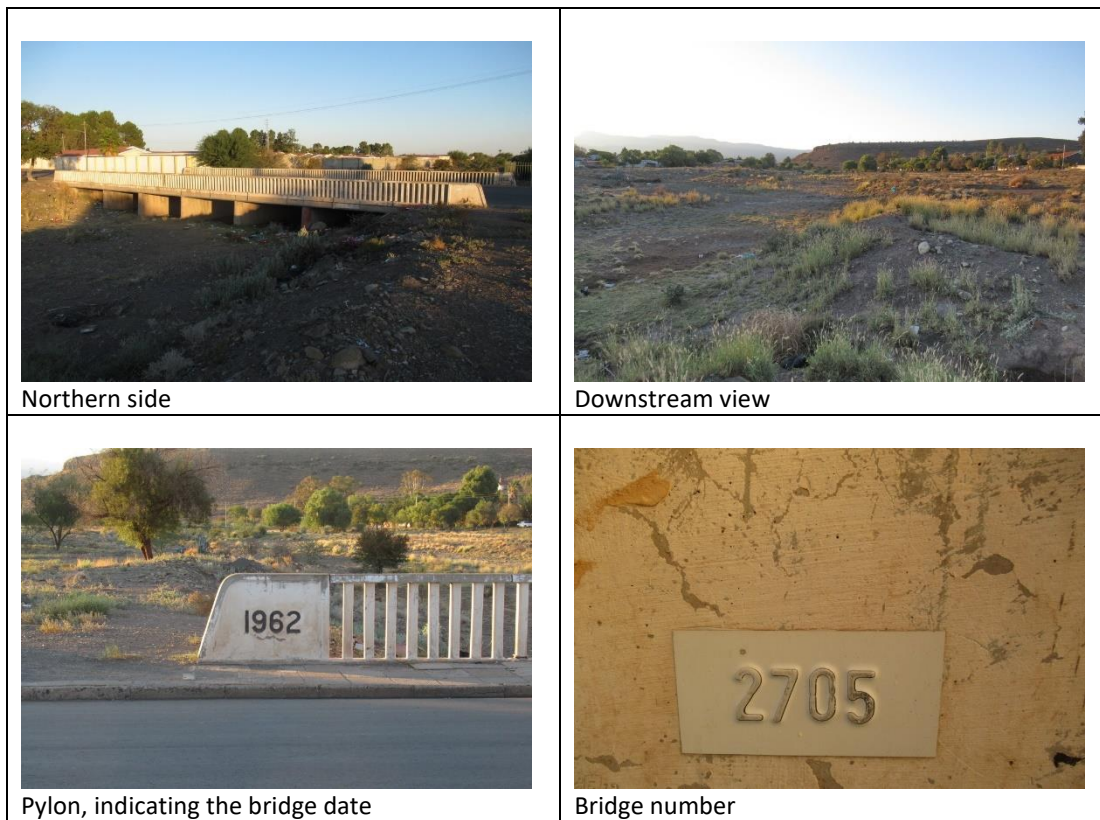 Northern side
Downstream view
1962
2705
Pylon, indicating the bridge date
Bridge number